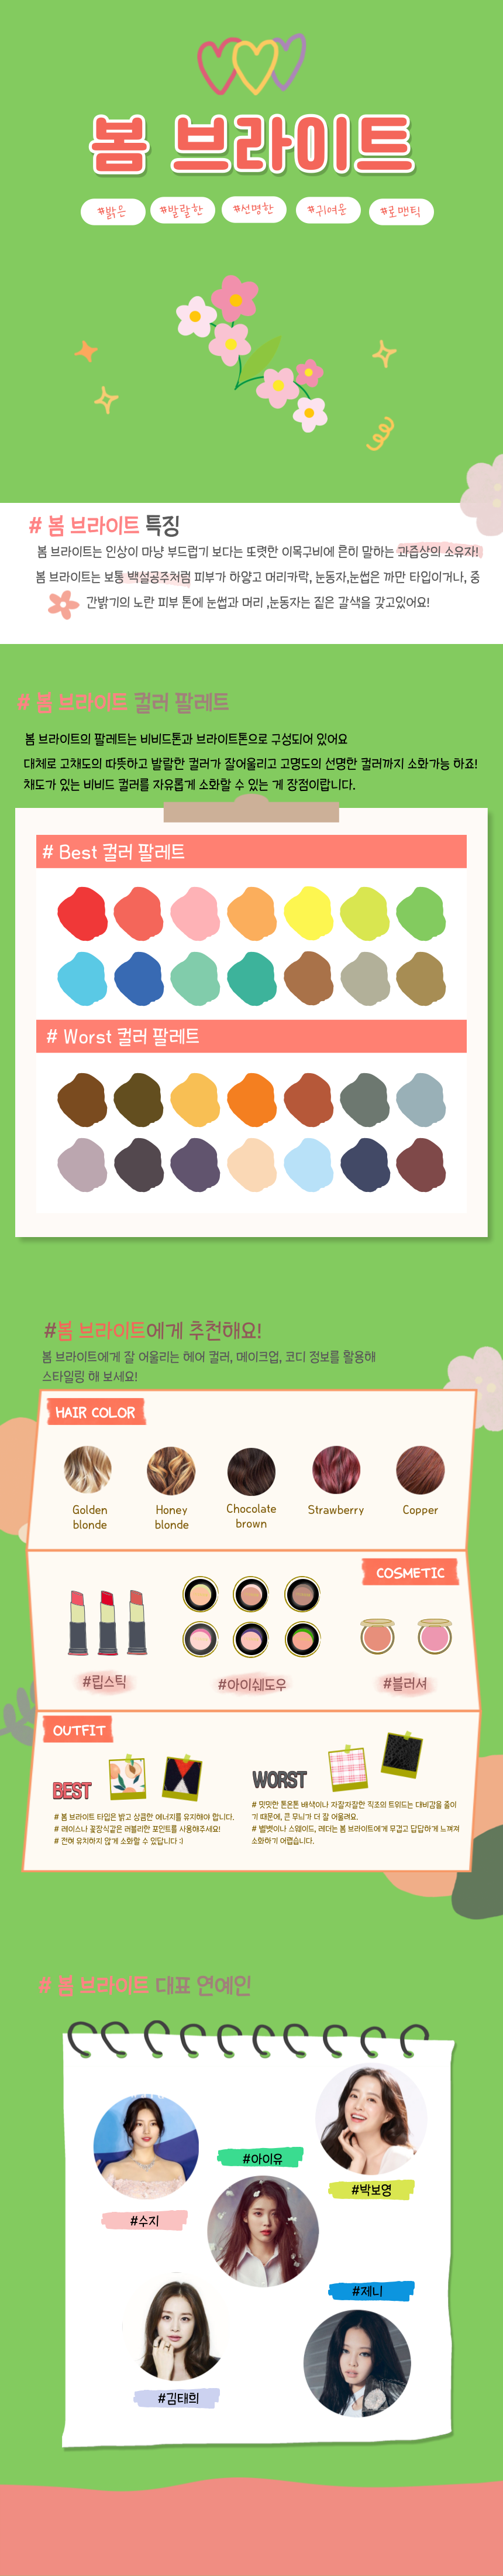 봄 브라이트
#밝은 #발랄한 #선명한 #귀여운 #로맨틱
# 봄 브라이트 특징
봄 브라이트는 인상이 마냥 부드럽기 보다는 또렷한 이목구비에 흔히 말하는 과즙상의 소유자!
봄 브라이트는 보통 백설공주처럼 피부가 하얗고 머리카락, 눈동자,눈썹은 까만 타입이거나, 중
간밝기의 노란 피부 톤에 눈썹과 머리 ,눈동자는 짙은 갈색을 갖고있어요!
# 봄 브라이트 컬러 팔레트
봄 브라이트의 팔레트는 비비드톤과 브라이트톤으로 구성되어 있어요
대체로 고채도의 따뜻하고 발랄한 컬러가 잘어울리고 고명도의 선명한 컬러까지 소화가능 하죠!
채도가 있는 비비드 컬러를 자유롭게 소화할 수 있는 게 장점이랍니다.
# Best 컬러 팔레트
# Worst 컬러 팔레트
#봄 브라이트에게 추천해요!
봄 브라이트에게 잘 어울리는 헤어 컬러, 메이크업, 코디 정보를 활용해
스타일링 해 보세요!
HAIR COLOR
Golden blonde
Honey blonde
Chocolate brown
Strawberry
Copper
COSMETIC
#립스틱
#아이쉐도우
#블러셔
OUTFIT
BEST
# 봄 브라이트 타입은 밝고 상큼한 에너지를 유지해야 합니다.
# 레이스나 꽃장식같은 러블리한 포인트를 사용해주세요!
# 전혀 유치하지 않게 소화할 수 있답니다 :)
WORST
# 밋밋한 톤온톤 배색이나 자잘자잘한 직조의 트위드는 대비감을 줄이
기 때문에, 큰 무늬가 더 잘 어울려요.
# 벨벳이나 스웨이드, 레더는 봄 브라이트에게 무겁고 답답하게 느껴져
소화하기 어렵습니다.
# 봄 브라이트 대표 연예인
#아이유
#박보영
#수지
#제니
#김태희